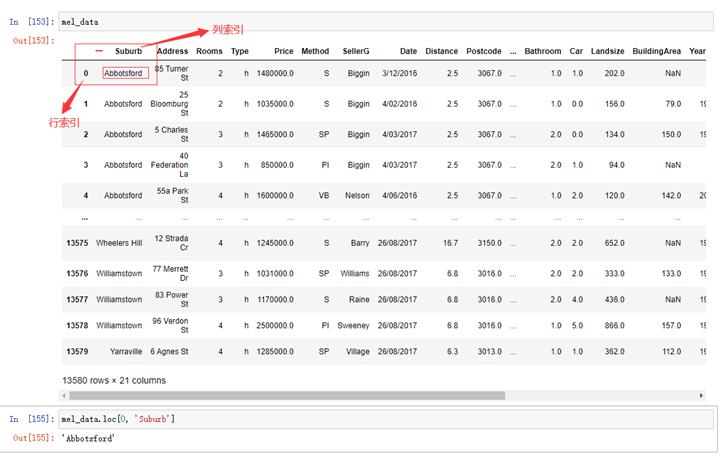 In [153]: mel_data
列索引
Out[153]:
Suburb Address Rooms Type Price Method SellerG Date Distance Postcode ... Bathroom Car Landsize BuildingArea Year
0 Abbotsford 85 Turner St 2 h 1480000.0 S Biggin 3/12/2016 2.5 3067.0 ... 1.0 1.0 202.0 NaN
1 Abbotsford 25 Bloomburg St 2 h 1035000.0 S Biggin 4/02/2016 2.5 3067.0 ... 1.0 0.0 156.0 79.0 19
行索引
2 Abbotsford 5 Charles St 3 h 1465000.0 SP Biggin 4/03/2017 2.5 3067.0 ... 2.0 0.0 134.0 150.0 19
3 Abbotsford 40 Federation La 3 h 850000.0 PI Biggin 4/03/2017 2.5 3067.0 ... 2.0 1.0 94.0 NaN
4 Abbotsford 55a Park St 4 h 1600000.0 VB Nelson 4/06/2016 2.5 3067.0 ... 1.0 2.0 120.0 142.0 20
... ... ... ... ... ... ... ... ... ... ... ... ... ... ... ...
13575 Wheelers Hill 12 Strada Cr 4 h 1245000.0 S Barry 26/08/2017 16.7 3150.0 ... 2.0 2.0 652.0 NaN 19
13576 Williamstown 77 Merrett Dr 3 h 1031000.0 SP Williams 26/08/2017 6.8 3016.0 ... 2.0 2.0 333.0 133.0 19
13577 Williamstown 83 Power St 3 h 1170000.0 S Raine 26/08/2017 6.8 3016.0 ... 2.0 4.0 436.0 NaN 19
13578 Williamstown 96 Verdon St 4 h 2500000.0 PI Sweeney 26/08/2017 6.8 3016.0 ... 1.0 5.0 866.0 157.0 19
13579 Yarraville 6 Agnes St 4 h 1285000.0 SP Village 26/08/2017 6.3 3013.0 ... 1.0 1.0 362.0 112.0 19
13580 rows × 21 columns
In [155]: mel_data.loc[0, 'Suburb']
Out[155]: 'Abbotsford'